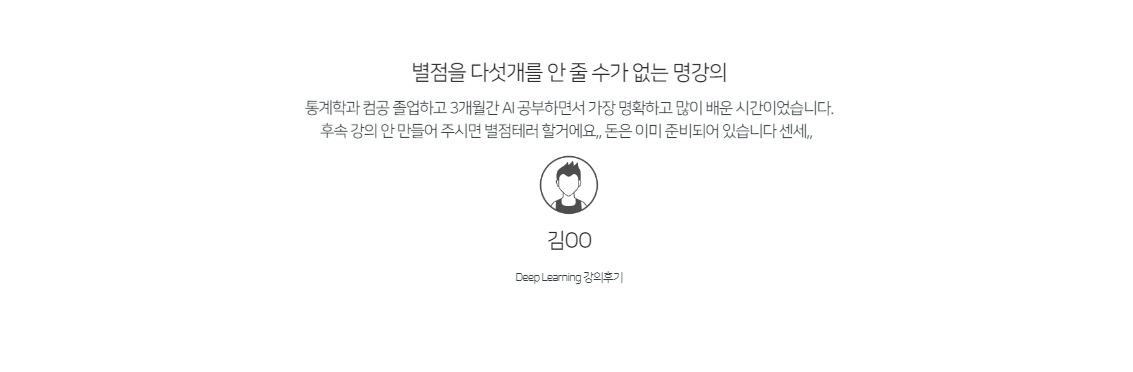 별점을 다섯개를 안 줄 수가 없는 명강의
통계학과 컴공 졸업하고 3개월간 AI 공부하면서 가장 명확하고 많이 배운 시간이었습니다.
후속 강의 안 만들어 주시면 별점테러 할거에요,, 돈은 이미 준비되어 있습니다 센세,,
김OO
Deep Learning 강의후기